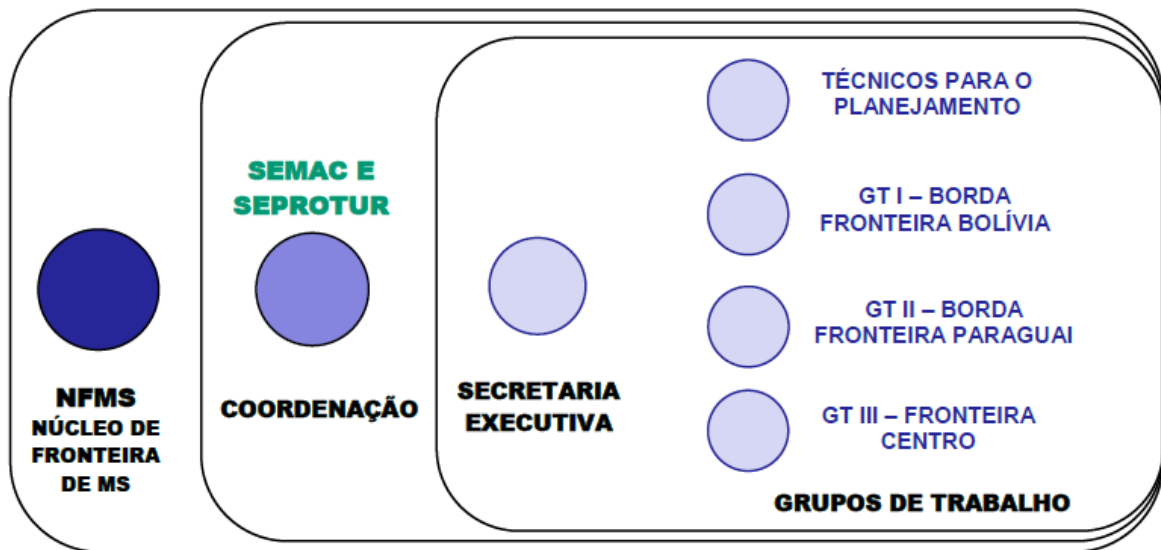 NFMS
NÚCLEO DE
FRONTEIRA
DE MS
SEMAC E
SEPROTUR
COORDENAÇÃO
SECRETARIA
EXECUTIVA
TÉCNICOS PARA O
PLANEJAMENTO
GT I – BORDA
FRONTEIRA BOLÍVIA
GT II – BORDA
FRONTEIRA PARAGUAI
GT III – FRONTEIRA
CENTRO
GRUPOS DE TRABALHO